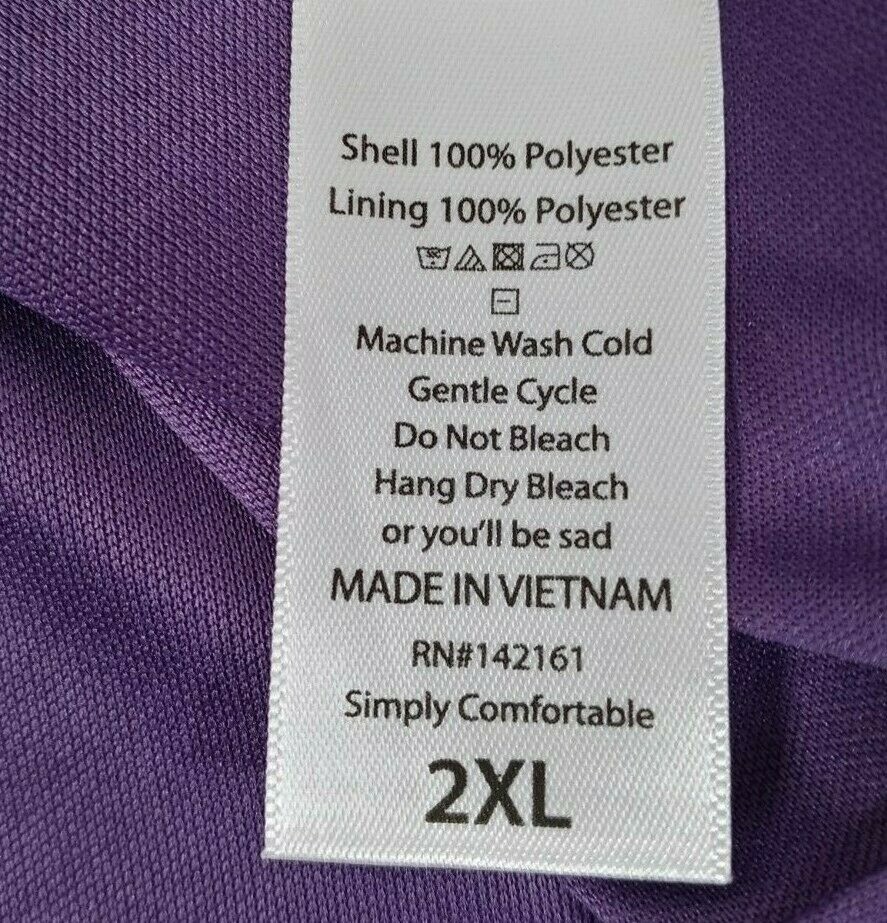 Shell 100% Polyester
Lining 100% Polyester
Machine Wash Cold
Gentle Cycle
Do Not Bleach
Hang Dry Bleach
or you'll be sad
MADE IN VIETNAM
RN#142161
Simply Comfortable
2XL